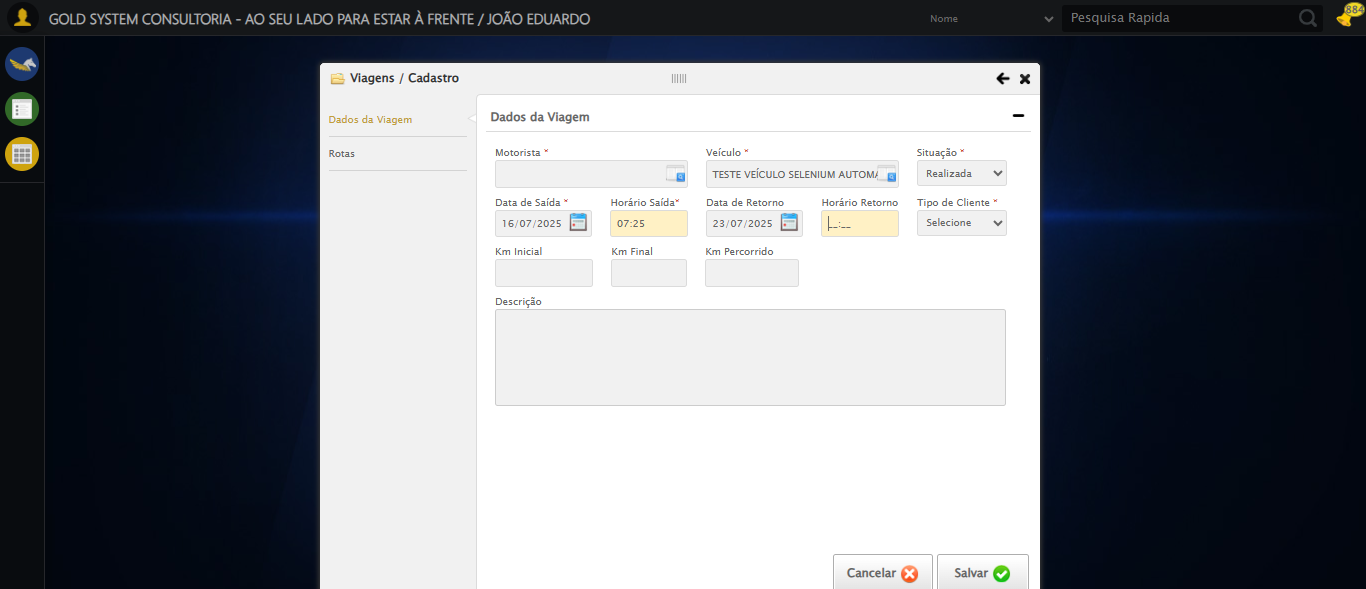 GOLD SYSTEM CONSULTORIA - AO SEU LADO PARA ESTAR À FRENTE / JOÃO EDUARDO
Nome
Pesquisa Rapida
884
Viagens / Cadastro
Dados da Viagem
Rotas
Dados da Viagem
Motorista *
Veículo *
Situação *
TESTE VEÍCULO SELENIUM AUTOMA
Realizada
Data de Saída *
Horário Saída*
Data de Retorno
Horário Retorno
Tipo de Cliente *
16/07/2025
07:25
23/07/2025
__:__
Selecione
Km Inicial
Km Final
Km Percorrido
Descrição
Cancelar
Salvar